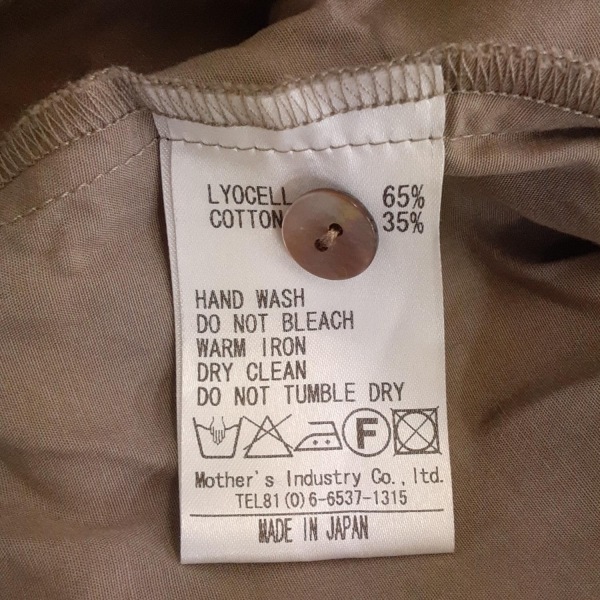 LYOCELL 65%
COTTON 35%
HAND WASH
DO NOT BLEACH
WARM IRON
DRY CLEAN
DO NOT TUMBLE DRY
F
Mother's Industry Co.,ltd.
TEL81(0)6-6537-1315
MADE IN JAPAN